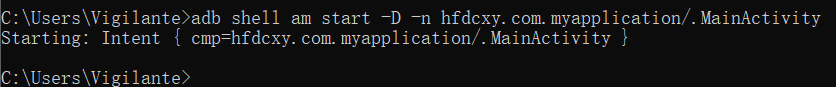 C:\Users\Vigilante>adb shell am start -D -n hfdcxy.com.myapplication/.MainActivity
Starting: Intent { cmp=hfdcxy.com.myapplication/.MainActivity }
C:\Users\Vigilante>